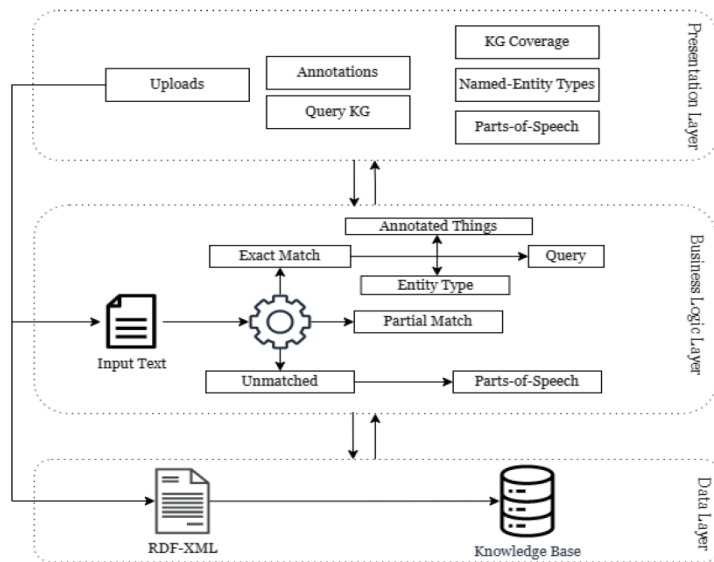 KG Coverage
Annotations
Uploads
Named-Entity Types
Query KG
Parts-of-Speech
Presentation Layer
Annotated Things
Exact Match
Query
Entity Type
Partial Match
Input Text
Unmatched
Parts-of-Speech
Business Logic Layer
RDF-XML
Knowledge Base
Data Layer